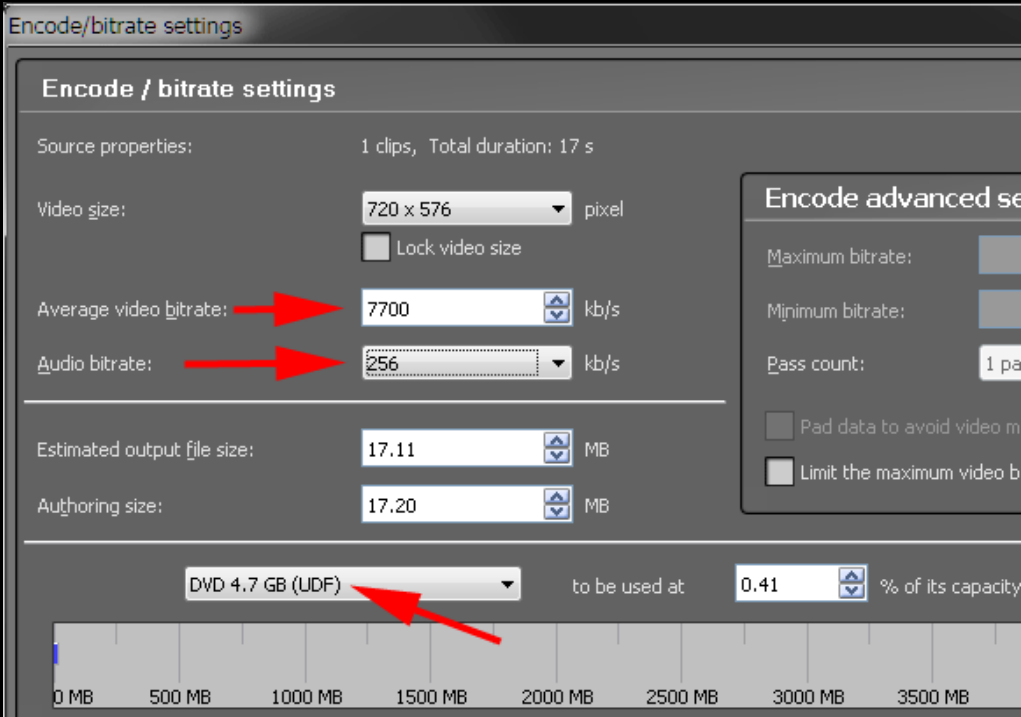 Encode/bitrate settings
Encode / bitrate settings
Source properties: 1 clips, Total duration: 17 s
Video size: 720 x 576 pixel
Lock video size
Average video bitrate: 7700 kb/s
Audio bitrate: 256 kb/s
Estimated output file size: 17.11 MB
Authoring size: 17.20 MB
Encode advanced se
Maximum bitrate:
Minimum bitrate:
Pass count: 1 pa
Pad data to avoid video m
Limit the maximum video b
DVD 4.7 GB (UDF) to be used at 0.41 % of its capacity
0 MB 500 MB 1000 MB 1500 MB 2000 MB 2500 MB 3000 MB 3500 MB